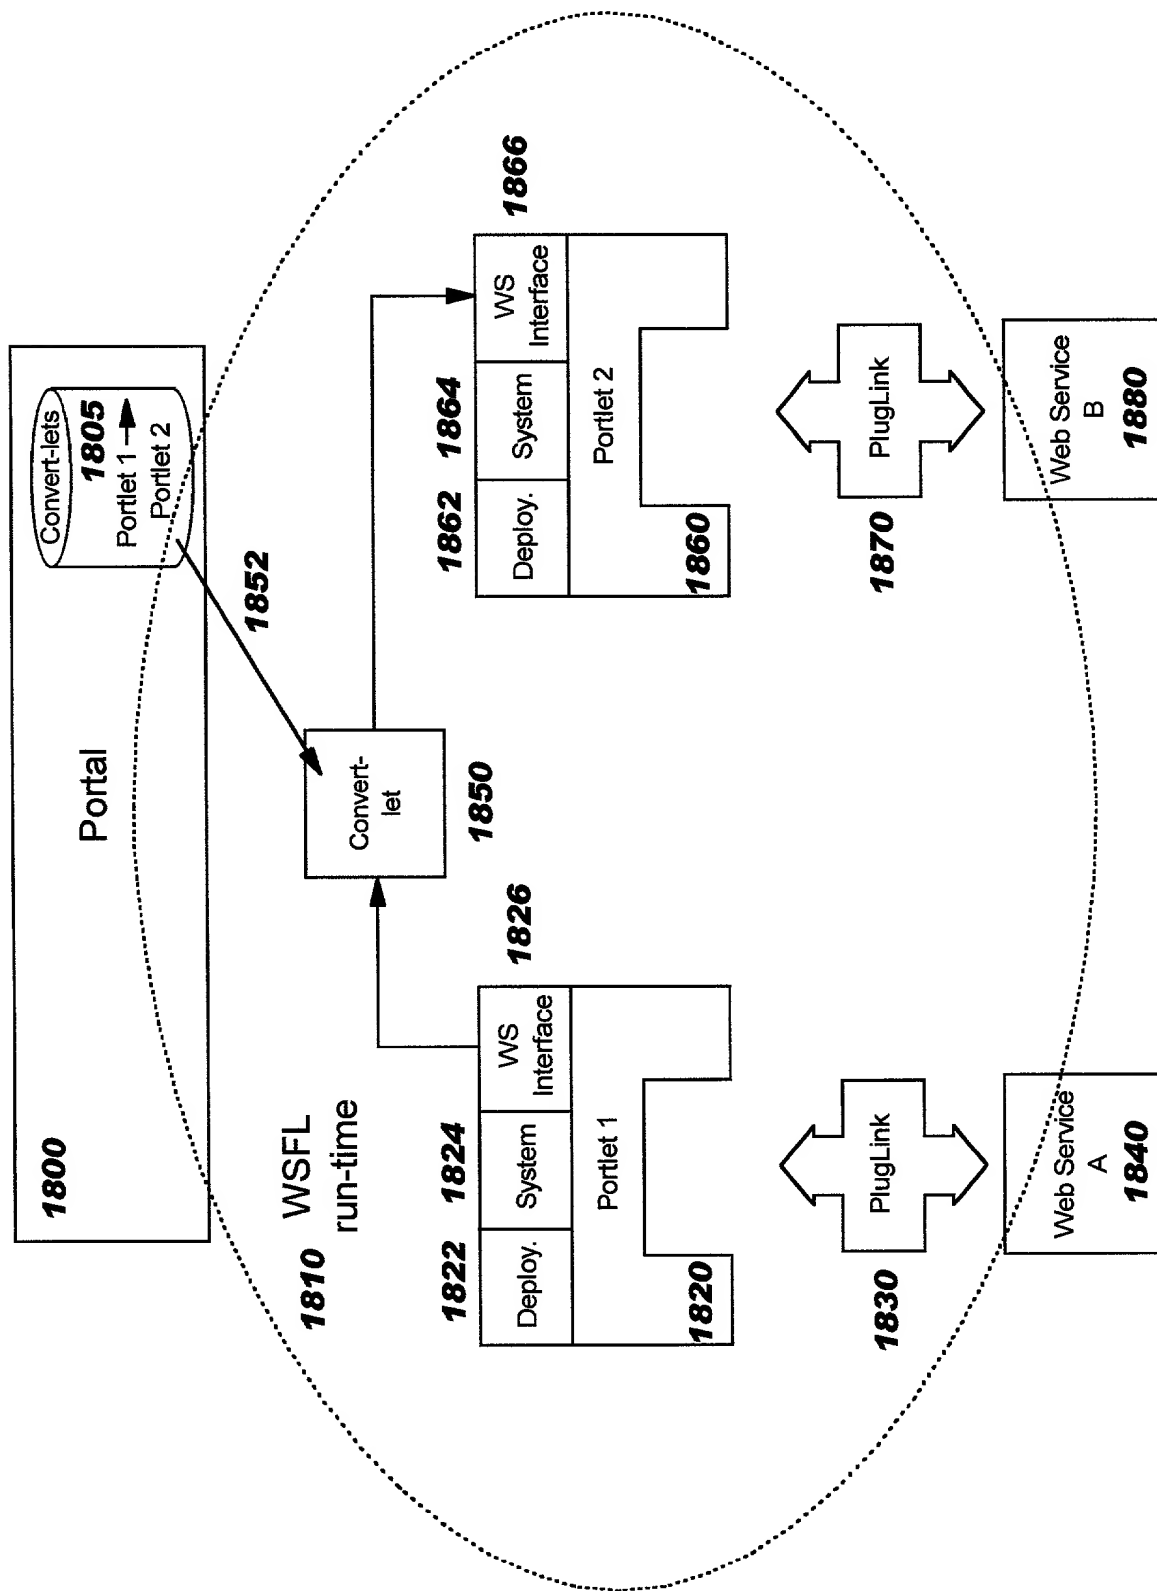 1800
Portal
Convert-lets
1805
Portlet 1
Portlet 2
1852
1810
WSFL
run-time
Convert-
let
1850
1822
1824
1826
Deploy.
System
WS
Interface
Portlet 1
1820
1862
1864
1866
Deploy.
System
WS
Interface
Portlet 2
1860
1830
PlugLink
1870
PlugLink
Web Service
A
1840
Web Service
B
1880